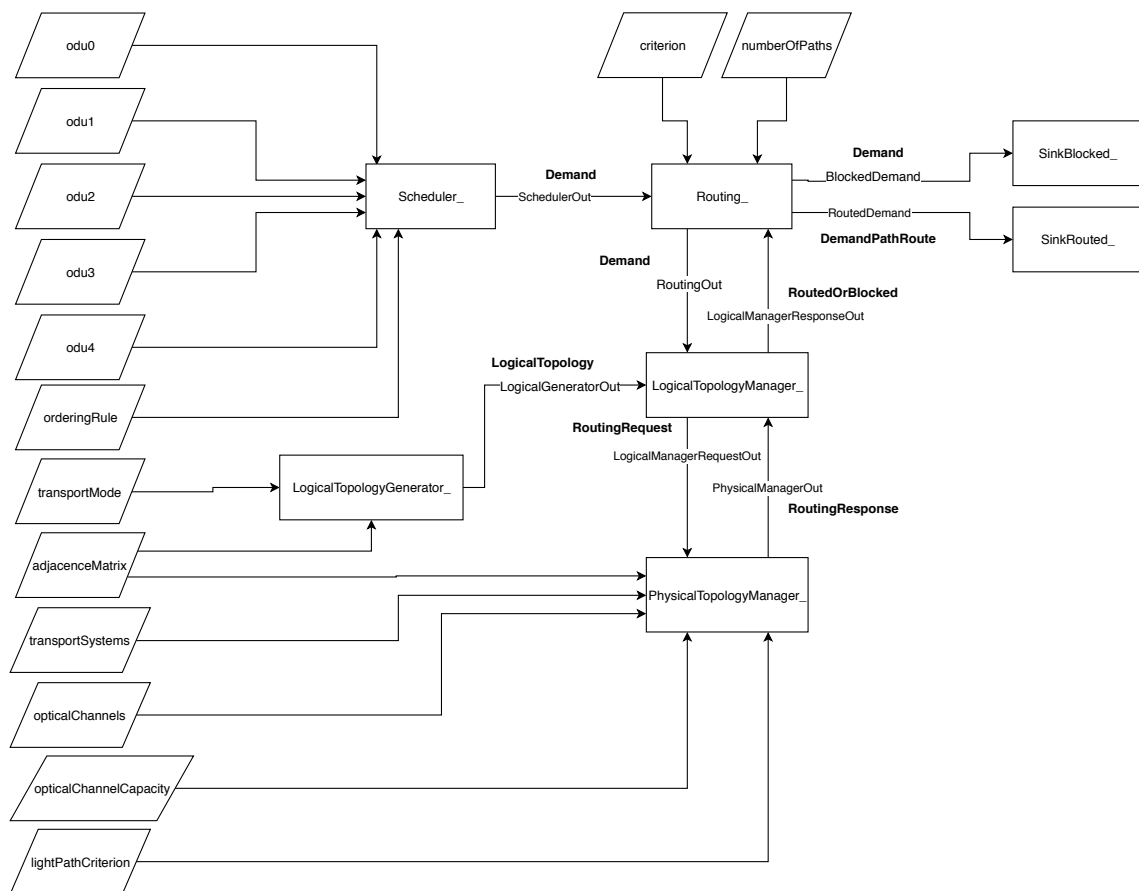 odu0
criterion
numberOfPaths
odu1
odu2
odu3
odu4
orderingRule
transportMode
adjacenceMatrix
transportSystems
opticalChannels
opticalChannelCapacity
lightPathCriterion
Scheduler_
Demand
SchedulerOut
Routing_
Demand
BlockedDemand
SinkBlocked_
RoutedDemand
DemandPathRoute
SinkRouted_
Demand
RoutingOut
RoutedOrBlocked
LogicalManagerResponseOut
LogicalTopology
LogicalGeneratorOut
LogicalTopologyManager_
RoutingRequest
LogicalManagerRequestOut
LogicalTopologyGenerator_
PhysicalManagerOut
RoutingResponse
PhysicalTopologyManager_